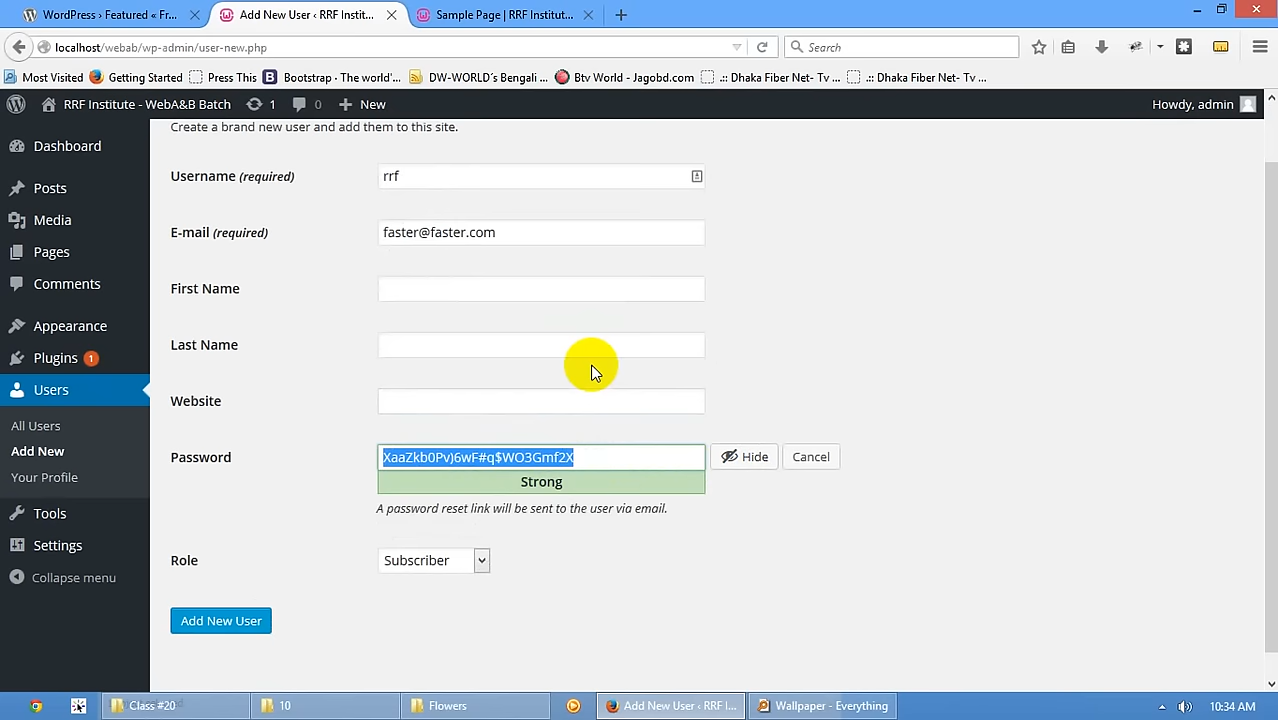 WordPress › Featured « Fr...
Add New User ‹ RRF Instit...
Sample Page | RRF Institut...
localhost/webab/wp-admin/user-new.php
Search
Most Visited
Getting Started
Press This
Bootstrap · The world'...
DW-WORLD´s Bengali ...
Btv World - Jagobd.com
.:: Dhaka Fiber Net- Tv ...
.:: Dhaka Fiber Net- Tv ...
RRF Institute - WebA&B Batch
1
0
New
Howdy, admin
Dashboard
Posts
Media
Pages
Comments
Appearance
Plugins 1
Users
All Users
Add New
Your Profile
Tools
Settings
Collapse menu
Create a brand new user and add them to this site.
Username (required)
rrf
E-mail (required)
faster@faster.com
First Name
Last Name
Website
Password
XaaZkb0Pv)6wF#q$WO3Gmf2X
Hide
Cancel
Strong
A password reset link will be sent to the user via email.
Role
Subscriber
Add New User
Class #20
10
Flowers
Add New User ‹ RRF I...
Wallpaper - Everything
10:34 AM